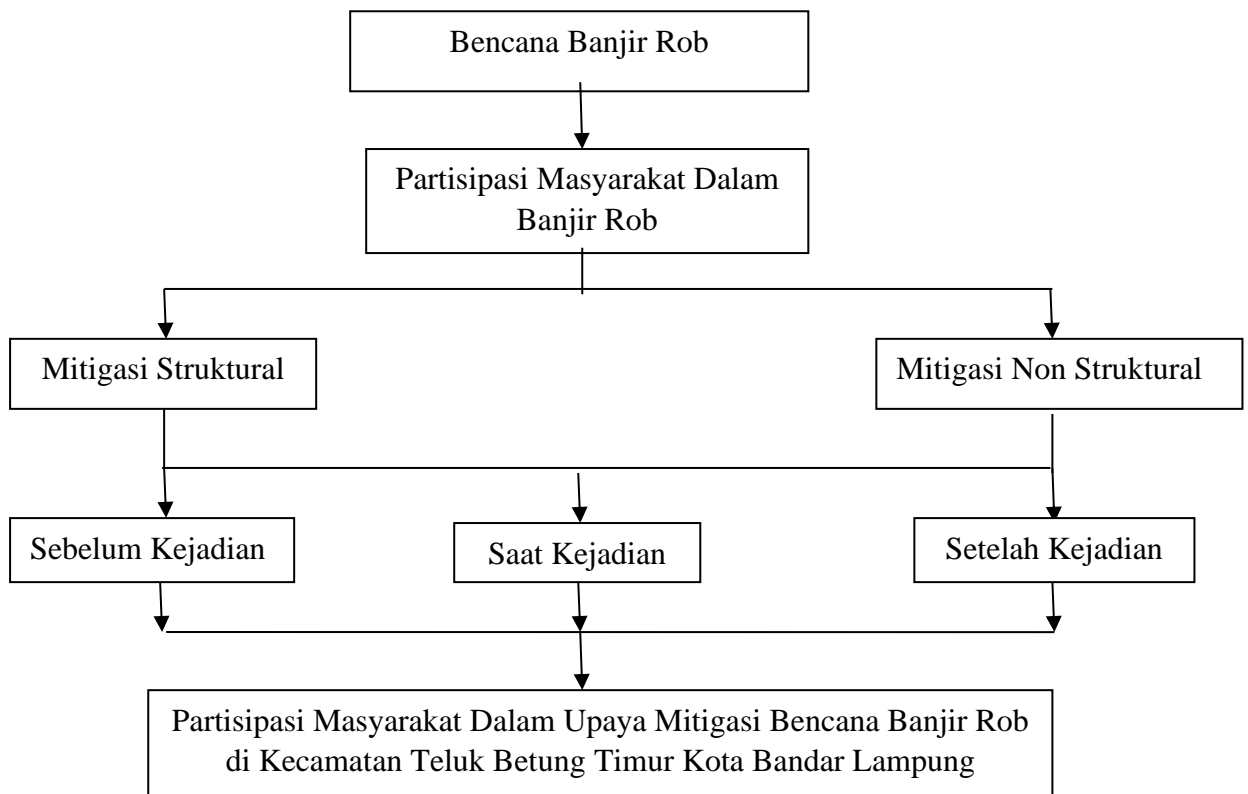 Bencana Banjir Rob
Partisipasi Masyarakat Dalam
Banjir Rob
Mitigasi Struktural
Mitigasi Non Struktural
Sebelum Kejadian
Saat Kejadian
Setelah Kejadian
Partisipasi Masyarakat Dalam Upaya Mitigasi Bencana Banjir Rob
di Kecamatan Teluk Betung Timur Kota Bandar Lampung